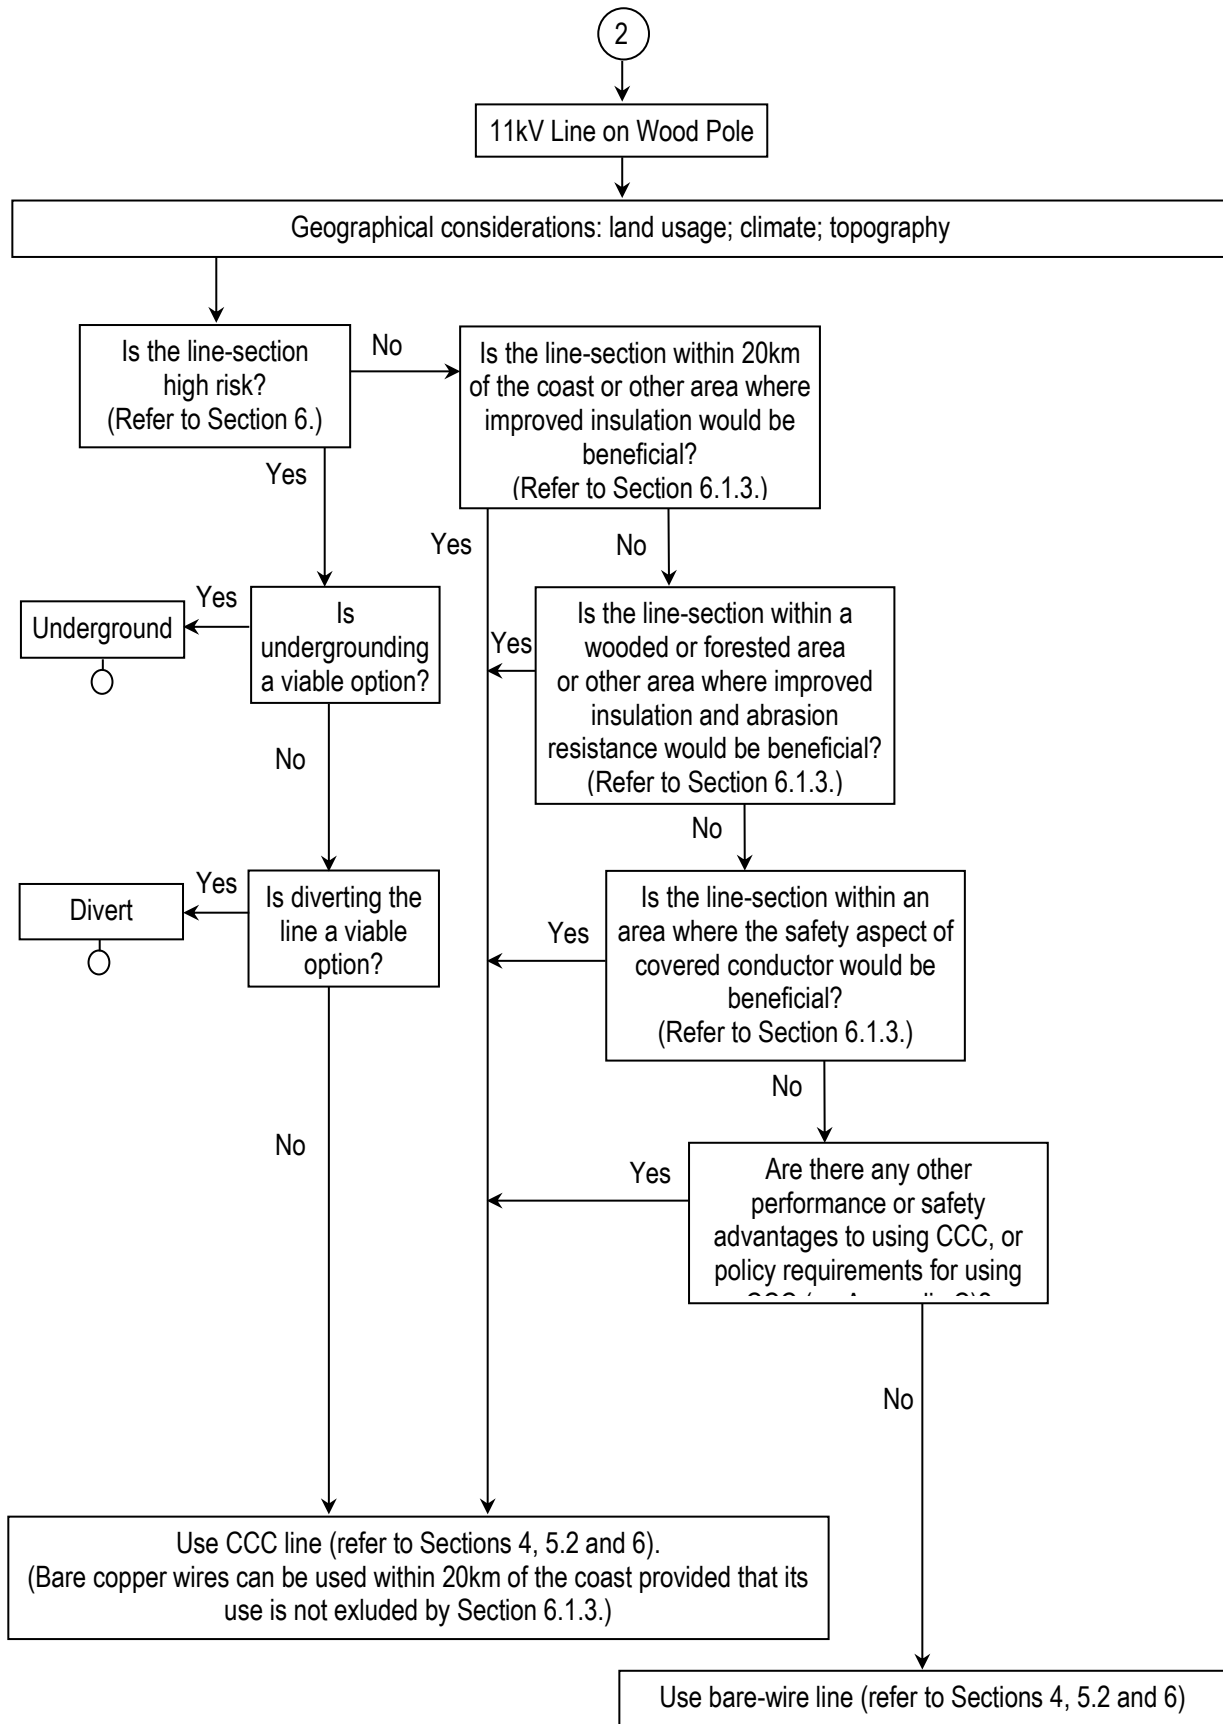 2
11kV Line on Wood Pole
Geographical considerations: land usage; climate; topography
Is the line-section
high risk?
(Refer to Section 6.)
No
Is the line-section within 20km
of the coast or other area where
improved insulation would be
beneficial?
(Refer to Section 6.1.3.)
Yes
Yes
No
Underground
Yes
Is
undergrounding
a viable option?
Yes
Is the line-section within a
wooded or forested area
or other area where improved
insulation and abrasion
resistance would be beneficial?
(Refer to Section 6.1.3.)
No
No
Divert
Yes
Is diverting the
line a viable
option?
Yes
Is the line-section within an
area where the safety aspect of
covered conductor would be
beneficial?
(Refer to Section 6.1.3.)
No
No
Yes
Are there any other
performance or safety
advantages to using CCC, or
policy requirements for using
No
Use CCC line (refer to Sections 4, 5.2 and 6).
(Bare copper wires can be used within 20km of the coast provided that its
use is not exluded by Section 6.1.3.)
Use bare-wire line (refer to Sections 4, 5.2 and 6)